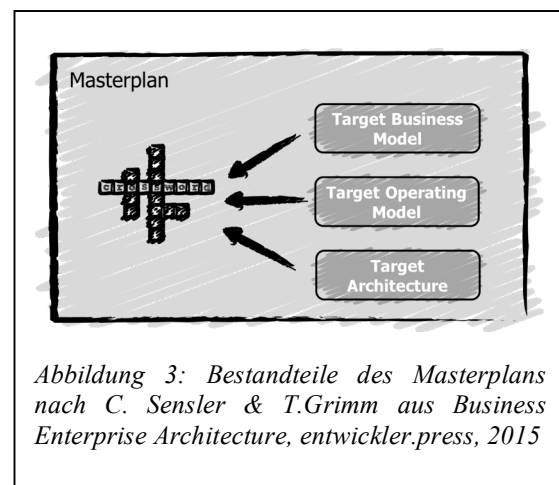 Masterplan
Target Business
Model
crossword
Target Operating
Model
Target
Architecture
Abbildung 3: Bestandteile des Masterplans
nach C. Sensler & T.Grimm aus Business
Enterprise Architecture, entwickler.press, 2015